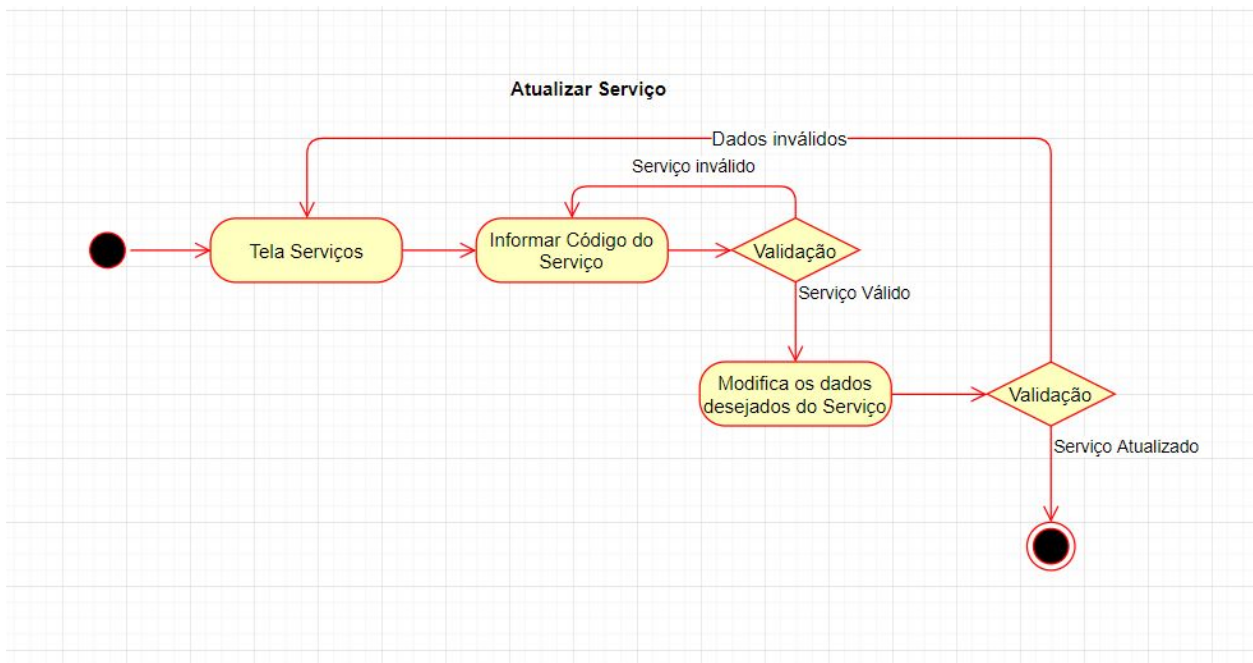 Atualizar Serviço
Dados inválidos
Serviço inválido
Tela Serviços
Informar Código do
Serviço
Validação
Serviço Válido
Modifica os dados
desejados do Serviço
Validação
Serviço Atualizado